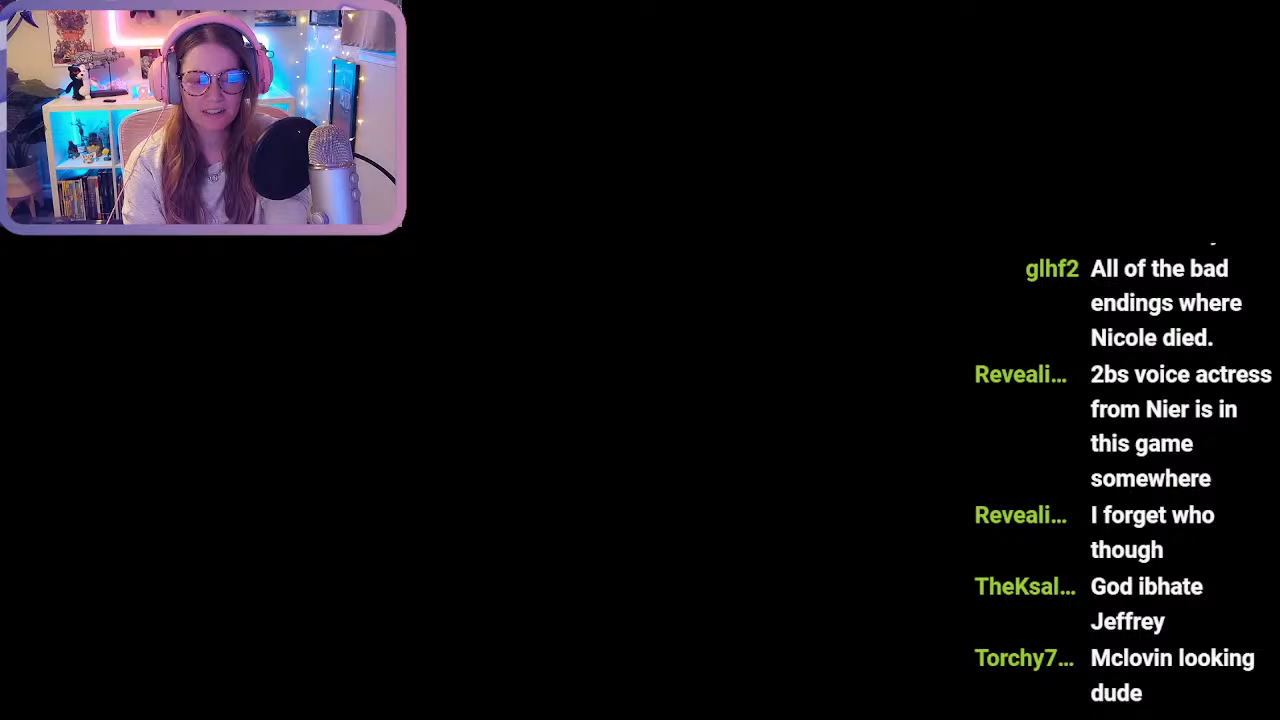 glhf2 All of the bad
endings where
Nicole died.
Reveali... 2bs voice actress
from Nier is in
this game
somewhere
Reveali... I forget who
though
TheKsal... God ibhate
Jeffrey
Torchy7... Mclovin looking
dude